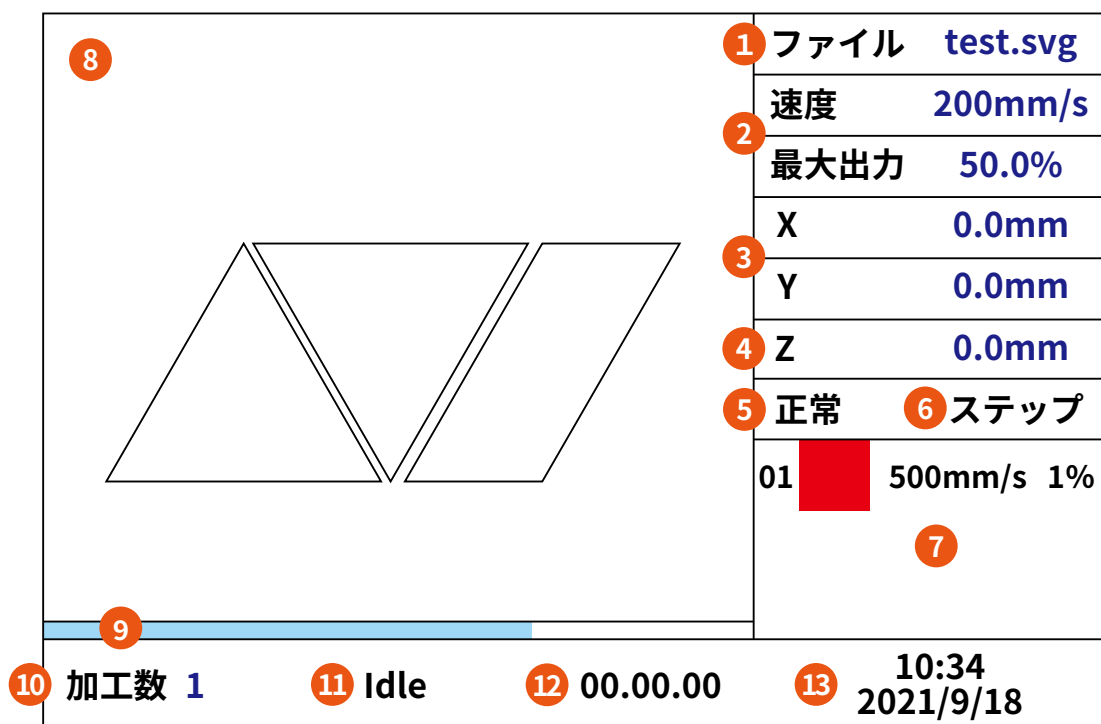 8
1 ファイル test.svg
2
速度 200mm/s
最大出力 50.0%
3
X 0.0mm
Y 0.0mm
4 Z 0.0mm
5 正常 6 ステップ
01 500mm/s 1%
7
9
10 加工数 1 11 Idle 12 00.00.00 13 10:34
2021/9/18